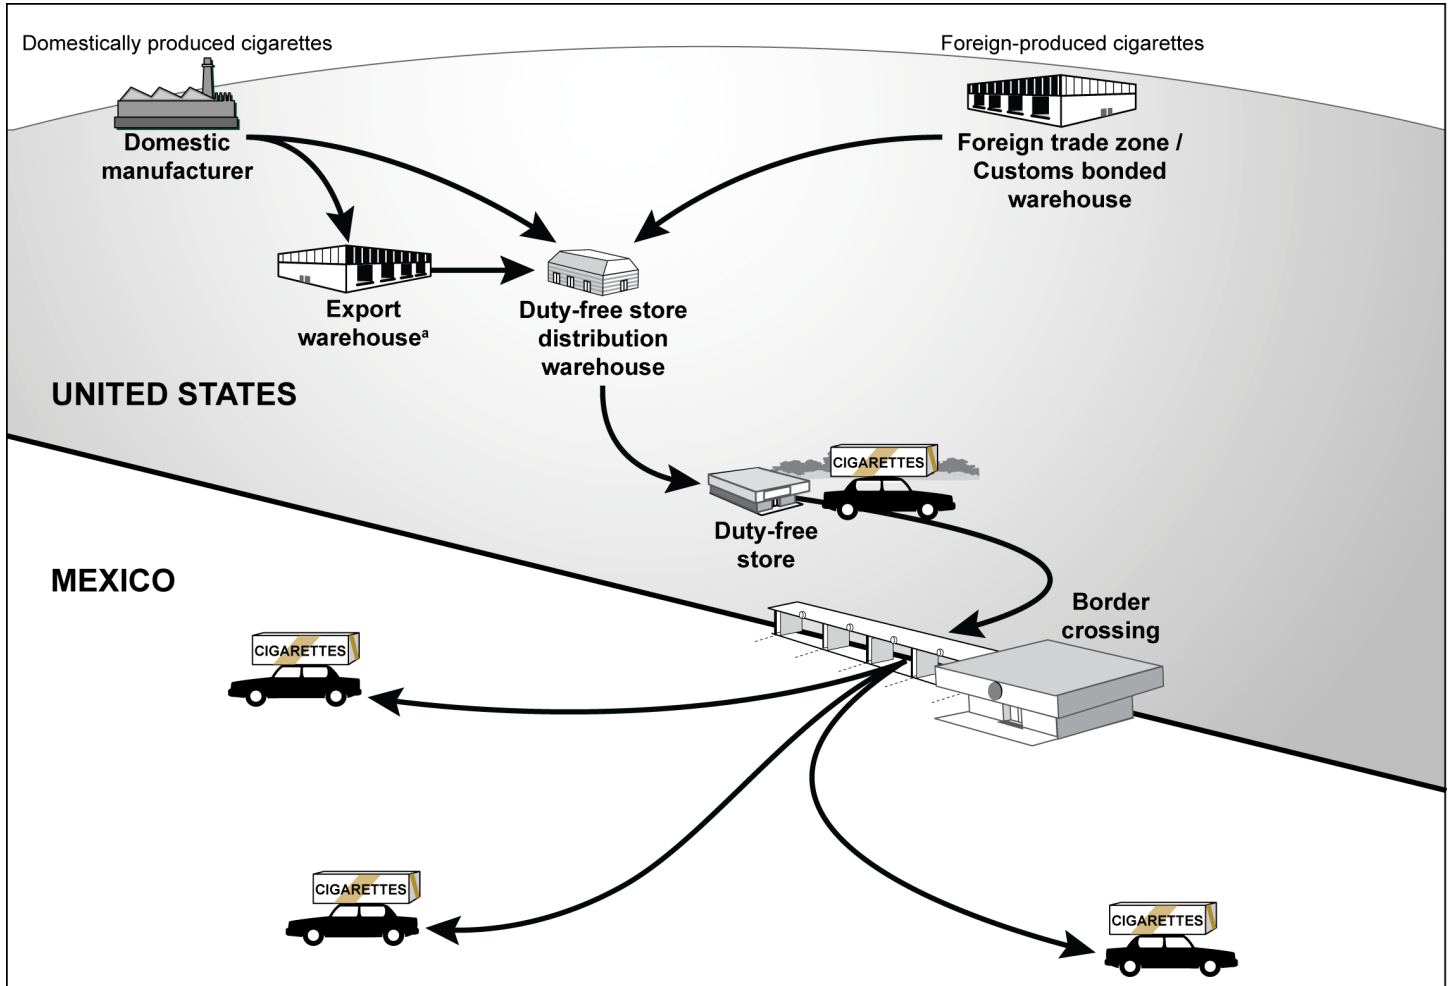 Domestically produced cigarettes
Foreign-produced cigarettes
Domestic
manufacturer
Foreign trade zone /
Customs bonded
warehouse
Export
warehouseᵃ
Duty-free store
distribution
warehouse
UNITED STATES
CIGARETTES
Duty-free
store
MEXICO
Border
crossing
CIGARETTES
CIGARETTES
CIGARETTES